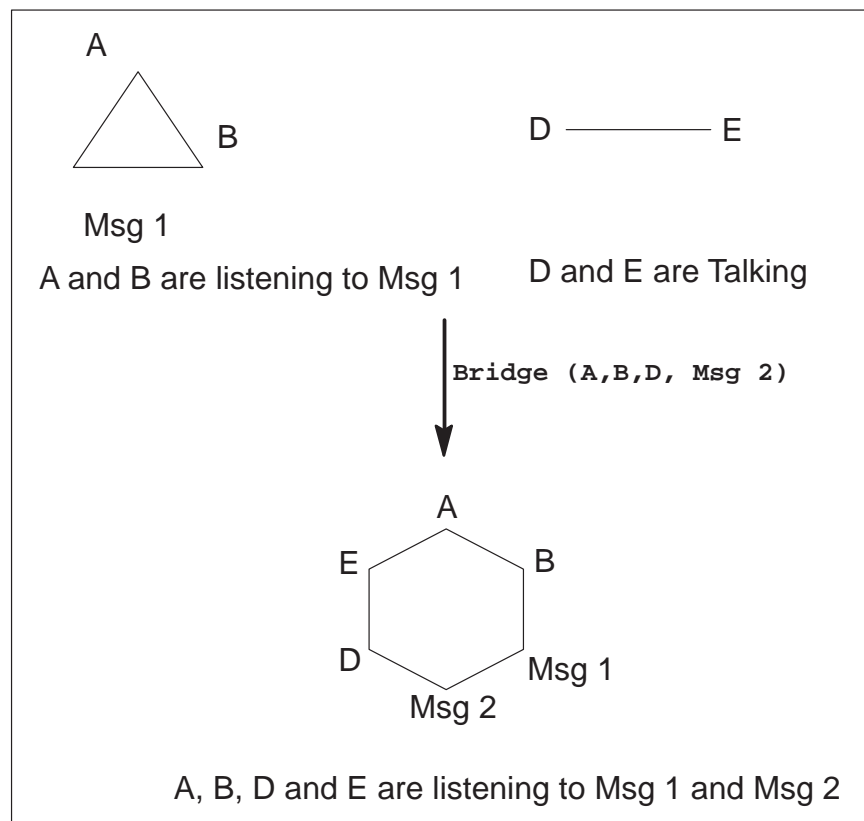 A
B
D
E
Msg 1
A and B are listening to Msg 1
D and E are Talking
Bridge (A,B,D, Msg 2)
A
E
B
D
Msg 1
Msg 2
A, B, D and E are listening to Msg 1 and Msg 2